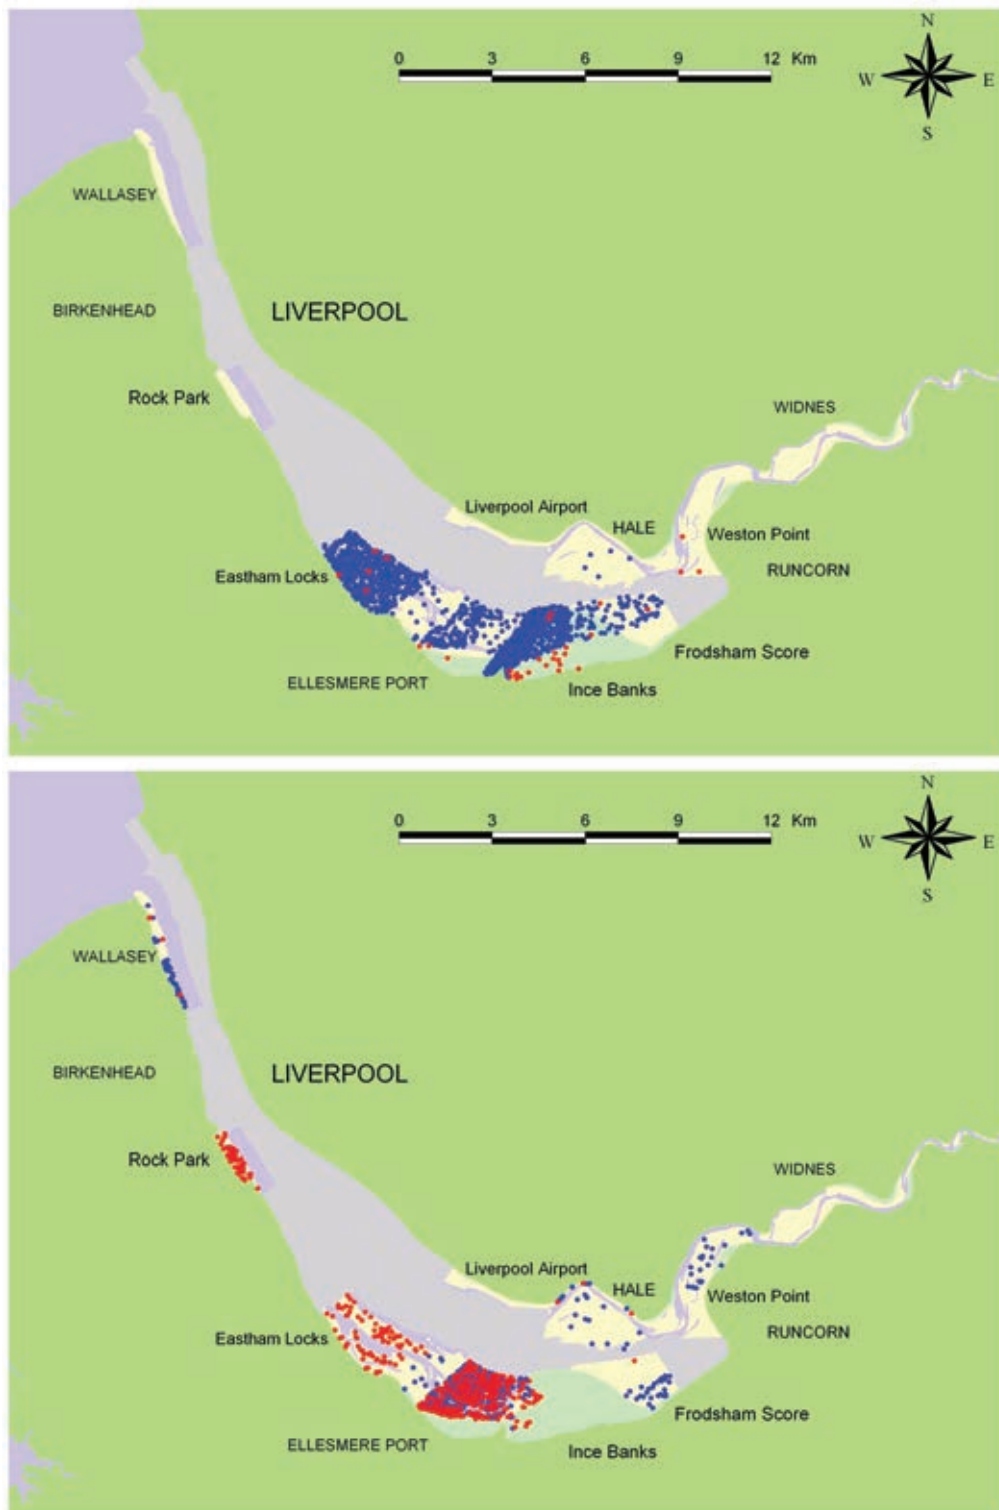 N
0 3 6 9 12 Km
W E
S
WALLASEY
BIRKENHEAD
LIVERPOOL
Rock Park
WIDNES
Liverpool Airport
HALE
Weston Point
Eastham Locks
RUNCORN
Frodsham Score
ELLESMERE PORT
Ince Banks
N
0 3 6 9 12 Km
W E
S
WALLASEY
BIRKENHEAD
LIVERPOOL
Rock Park
WIDNES
Liverpool Airport
HALE
Weston Point
Eastham Locks
RUNCORN
Frodsham Score
ELLESMERE PORT
Ince Banks